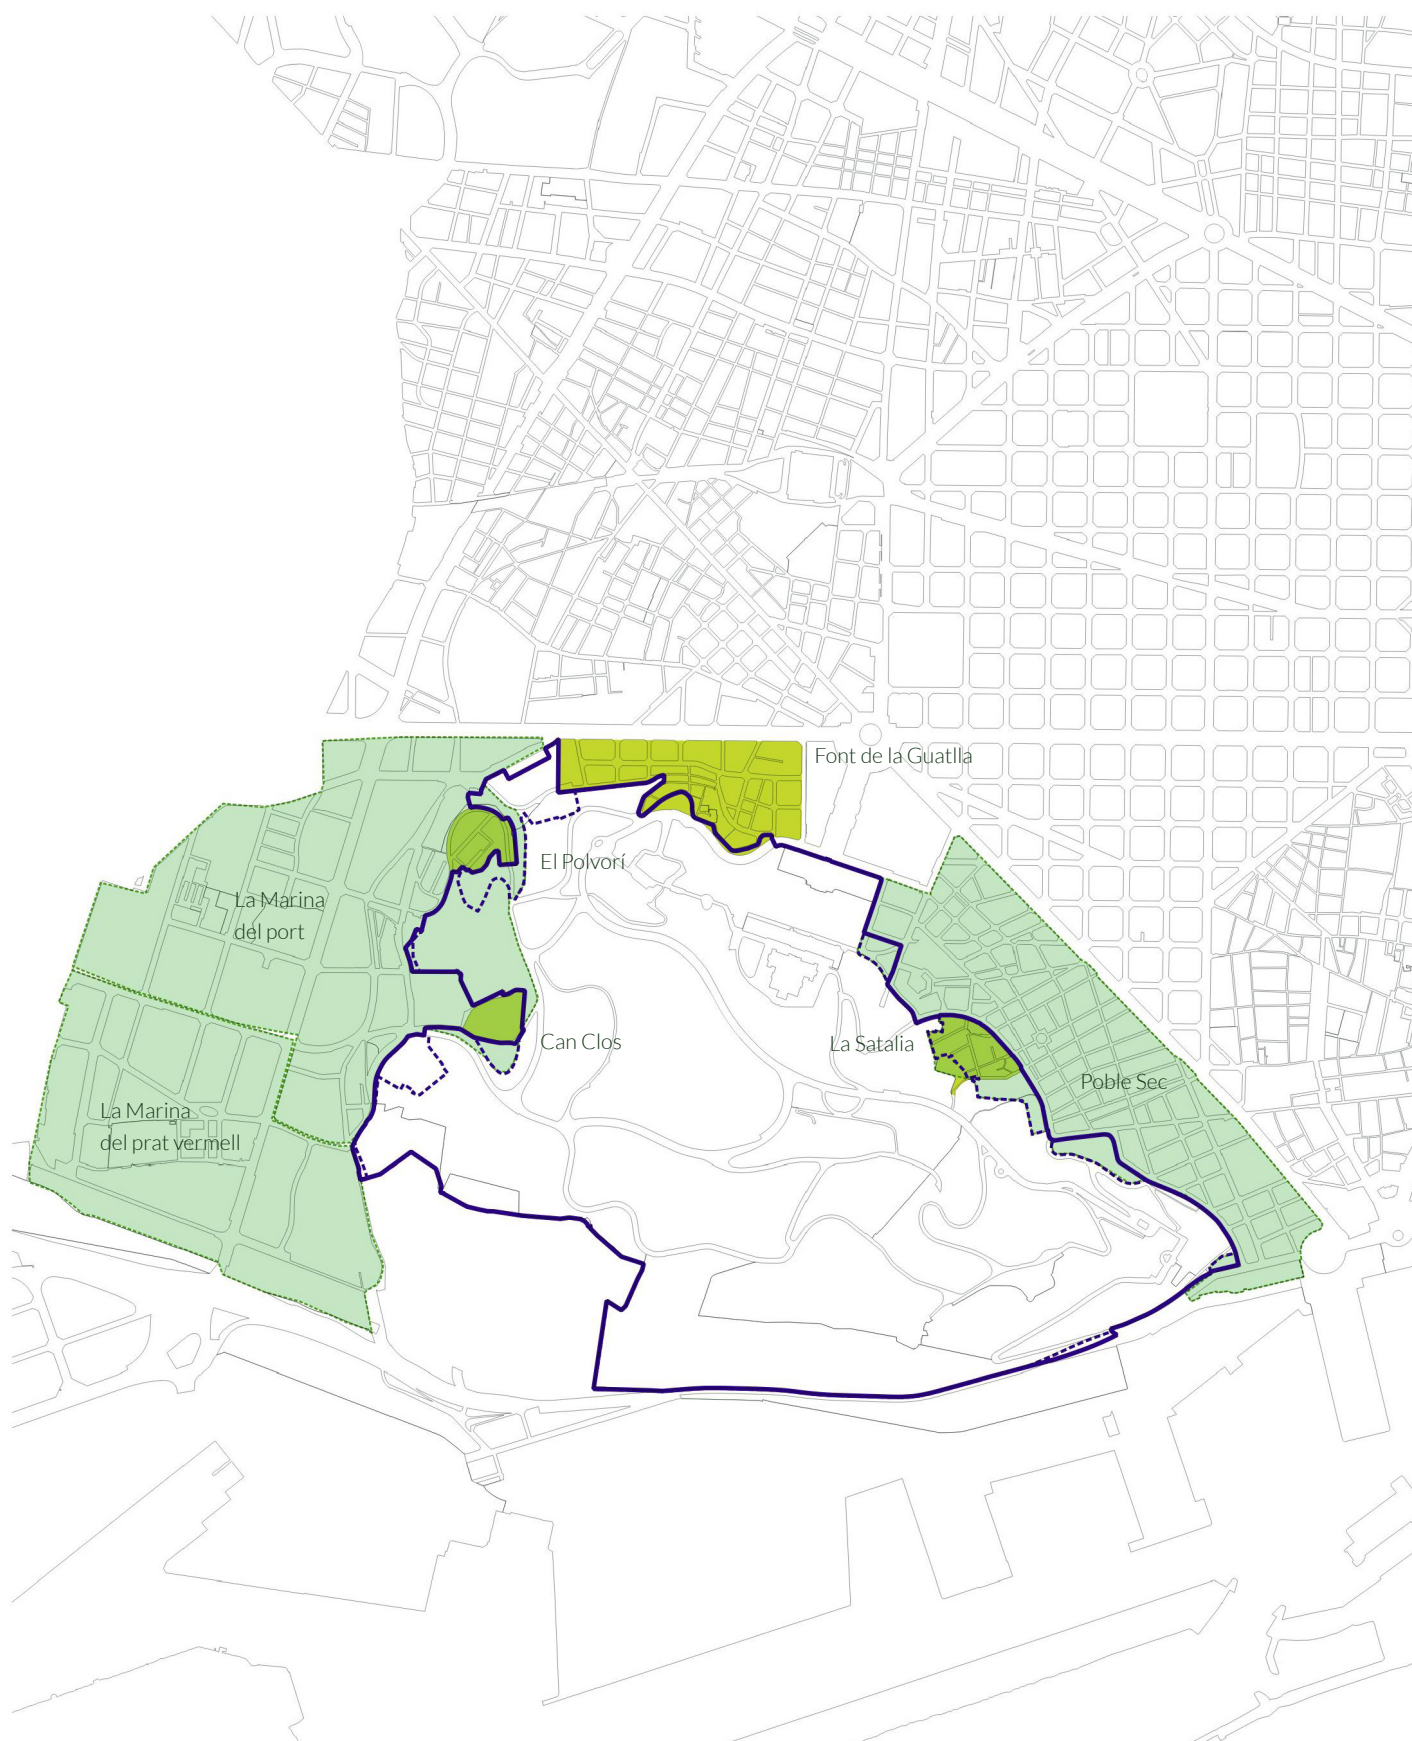 Font de la Guatlla
El Polvorí
La Marina
del port
Can Clos
La Satalia
Poble Sec
La Marina
del prat vermell